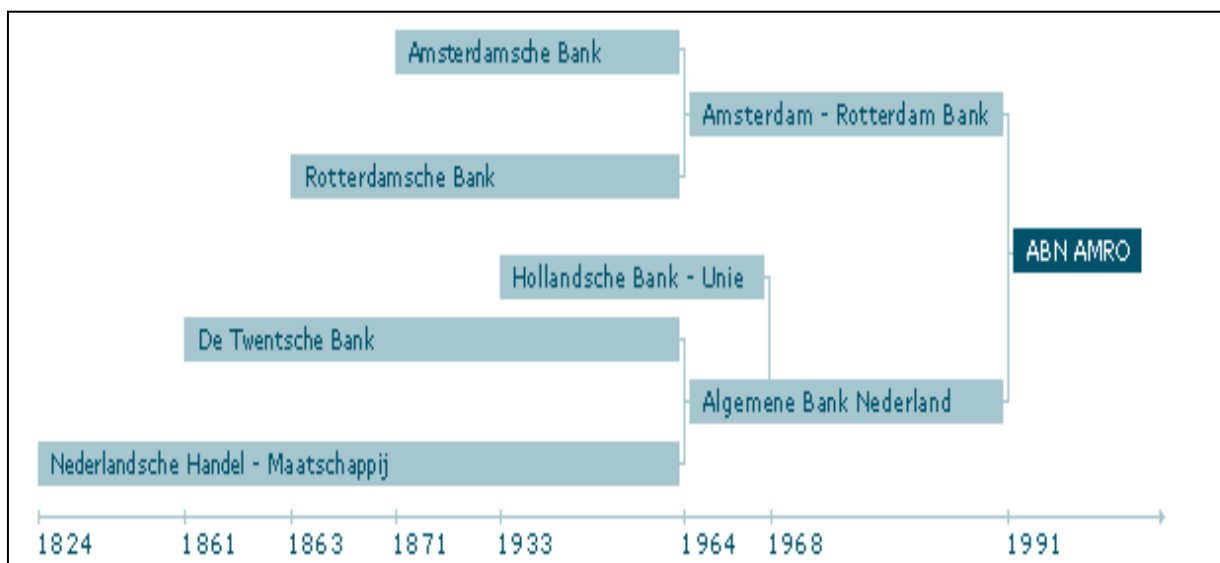 Amsterdamsche Bank
Amsterdam - Rotterdam Bank
Rotterdamsche Bank
ABN AMRO
Hollandsche Bank - Unie
De Twentsche Bank
Algemene Bank Nederland
Nederlandsche Handel - Maatschappij
1824 1861 1863 1871 1933 1964 1968 1991